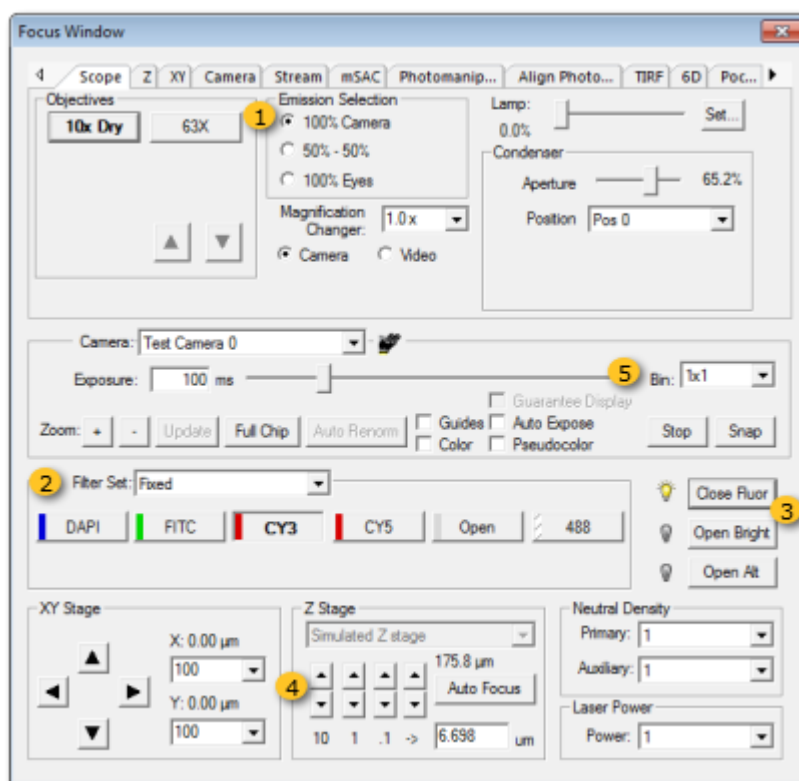 Focus Window
Scope Z XY Camera Stream mSAC Photomanip... Align Photo... TIRF 6D Poc...
Objectives
10x Dry 63X
1
Emission Selection
100% Camera
50% - 50%
100% Eyes
Magnification
Changer: 1.0x
Camera Video
Lamp:
0.0% Set...
Condenser
Aperture 65.2%
Position Pos 0
Camera: Test Camera 0
Exposure: 100 ms
5 Bin: 1x1
Guarantee Display
Zoom: + - Update Full Chip Auto Renorm Guides Auto Expose Stop Snap
Color Pseudocolor
2 Filter Set: Fixed
DAPI FITC CY3 CY5 Open 488
Close Fluor
3
Open Bright
Open Alt
XY Stage
X: 0.00 µm
100
Y: 0.00 µm
100
Z Stage
Simulated Z stage
175.8 µm
4 Auto Focus
10 1 .1 -> 6.698 um
Neutral Density
Primary: 1
Auxiliary: 1
Laser Power
Power: 1